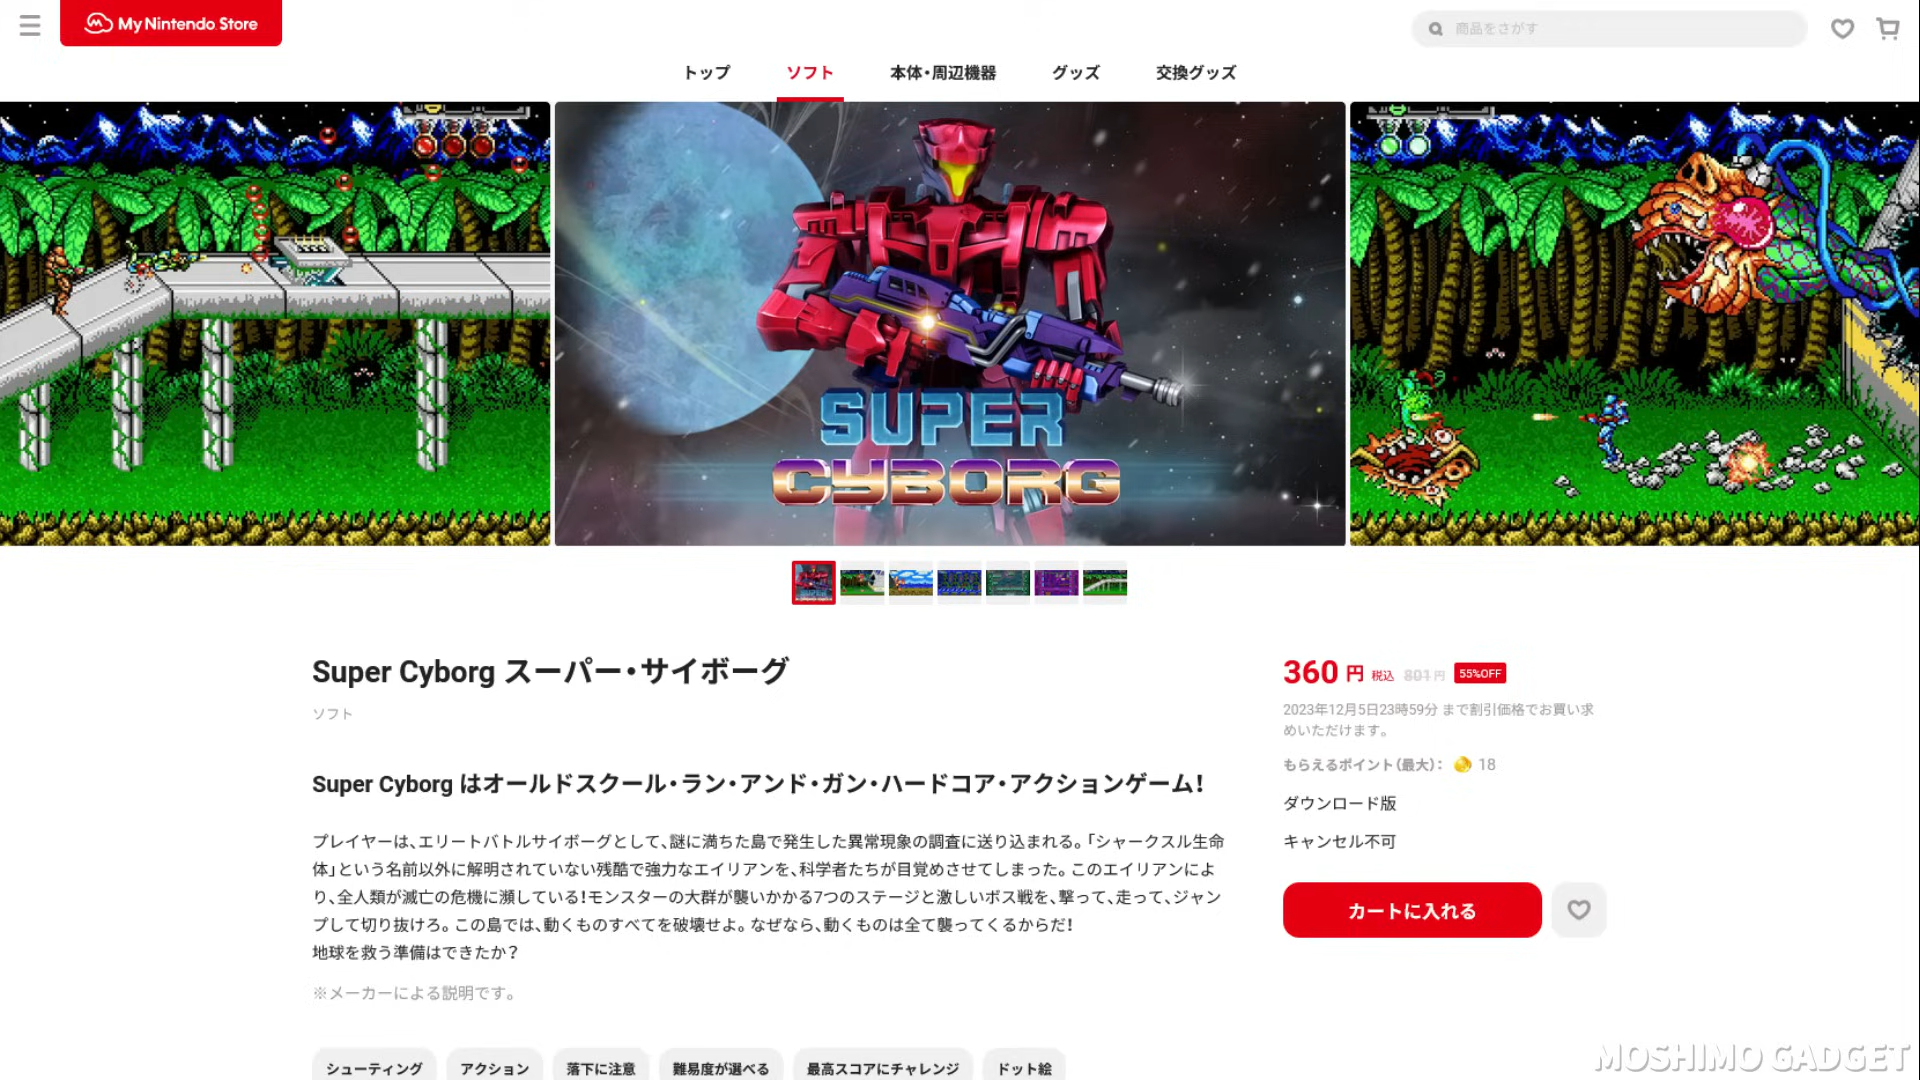 My Nintendo Store
商品をさがす
トップ
ソフト
本体・周辺機器
グッズ
交換グッズ
SUPER
CYBORG
Super Cyborg スーパー・サイボーグ
ソフト
Super Cyborg はオールドスクール・ラン・アンド・ガン・ハードコア・アクションゲーム!
プレイヤーは、エリートバトルサイボーグとして、謎に満ちた島で発生した異常現象の調査に送り込まれる。「シャークスル生命
体」という名前以外に解明されていない残酷で強力なエイリアンを、科学者たちが目覚めさせてしまった。このエイリアンによ
り、全人類が滅亡の危機に瀕している!モンスターの大群が襲いかかる7つのステージと激しいボス戦を、撃って、走って、ジャン
プして切り抜けろ。この島では、動くものすべてを破壊せよ。なぜなら、動くものは全て襲ってくるからだ!
地球を救う準備はできたか?
※メーカーによる説明です。
シューティング
アクション
落下に注意
難易度が選べる
最高スコアにチャレンジ
ドット絵
360 円 税込 801 円 55%OFF
2023年12月5日23時59分 まで割引価格でお買い求
めいただけます。
もらえるポイント(最大): 18
ダウンロード版
キャンセル不可
カートに入れる
MOSHIMO GADGET